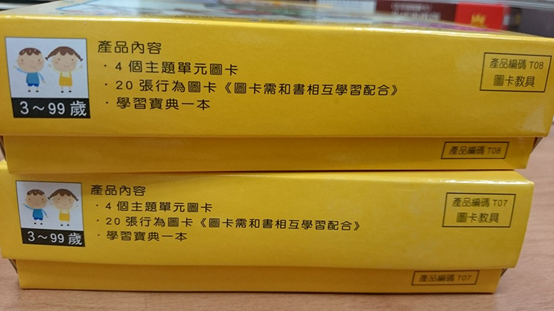 產品內容
·4個主題單元圖卡
·20張行為圖卡《圖卡需和書相互學習配合》
·學習寶典一本
3～99歲
產品編碼 T08
圖卡教具
產品編碼 T08
產品內容
·4個主題單元圖卡
·20張行為圖卡《圖卡需和書相互學習配合》
·學習寶典一本
3～99歲
產品編碼 T07
圖卡教具
產品編碼 T07